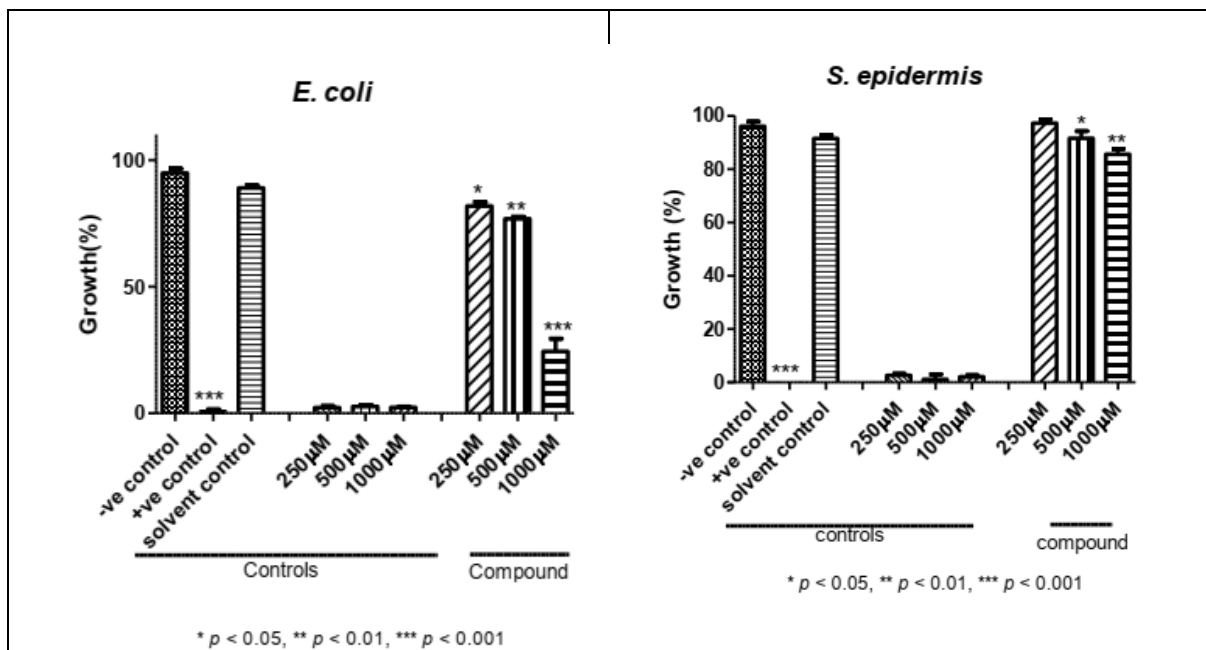 E. coli
Growth(%)
100
50
0
***
*
**
***
-ve control
+ve control
solvent control
250µM
500µM
1000µM
250µM
500µM
1000µM
Controls
Compound
* p < 0.05, ** p < 0.01, *** p < 0.001
S. epidermis
Growth (%)
100
80
60
40
20
0
***
*
**
-ve control
+ve control
solvent control
250µM
500µM
1000µM
250µM
500µM
1000µM
controls
compound
* p < 0.05, ** p < 0.01, *** p < 0.001